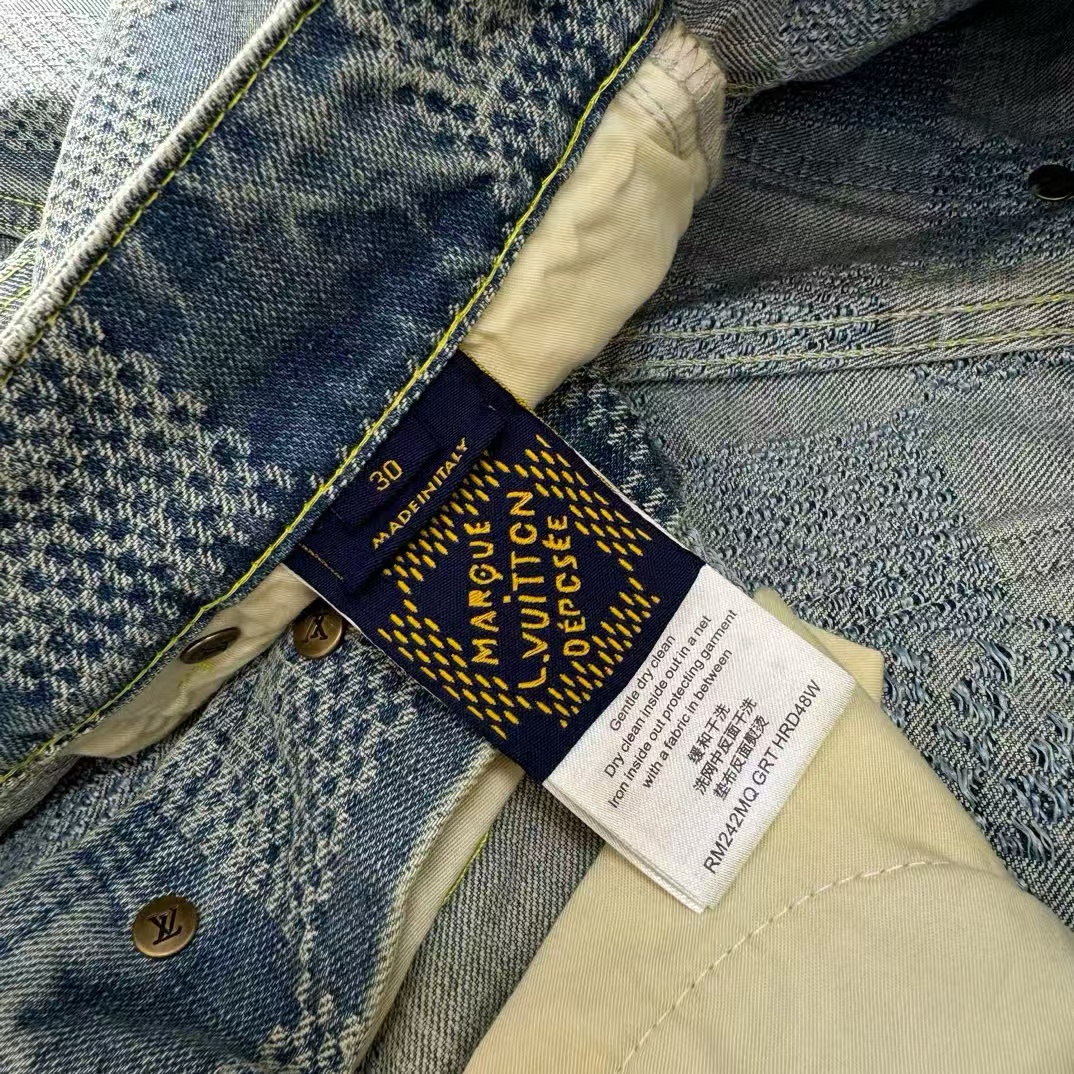 30
MADE IN ITALY
MARQUE
L.VUITTON
DÉPOSÉE
Gentle dry clean
Dry clean inside out in a net
Iron inside out protecting garment
with a fabric in between
缓和干洗
洗网中反面干洗
垫布反面熨烫
RM242MQ GRT HRD48W
LV
LV